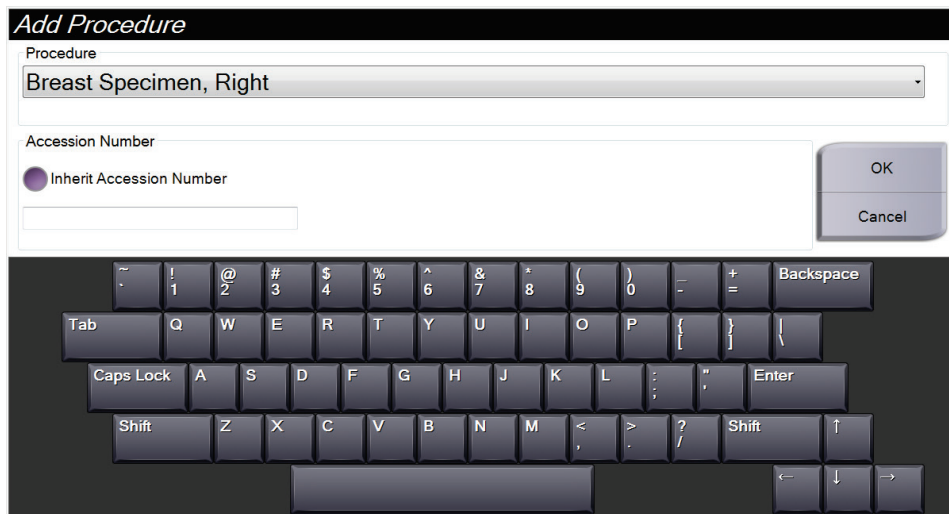 Add Procedure
Procedure
Breast Specimen, Right
Accession Number
Inherit Accession Number
OK
Cancel
~ ! @ # $ % ^ & * ( ) _ + Backspace
` 1 2 3 4 5 6 7 8 9 0 - =
Tab Q W E R T Y U I O P { } |
[ ] \
Caps Lock A S D F G H J K L : " Enter
; '
Shift Z X C V B N M < > ? Shift ↑
, . /
← ↓ →